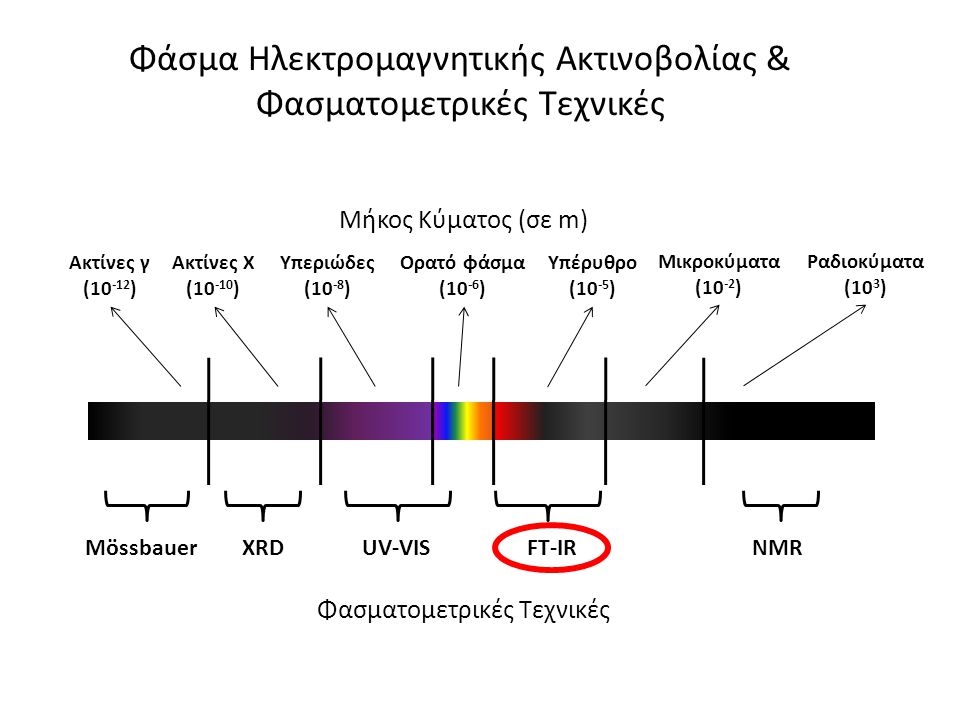 Φάσμα Ηλεκτρομαγνητικής Ακτινοβολίας &
Φασματομετρικές Τεχνικές
Μήκος Κύματος (σε m)
Ακτίνες γ Ακτίνες Χ Υπεριώδες Ορατό φάσμα Υπέρυθρο Μικροκύματα Ραδιοκύματα
(10⁻¹²) (10⁻¹⁰) (10⁻⁸) (10⁻⁶) (10⁻⁵) (10⁻²) (10³)
Mössbauer XRD UV-VIS FT-IR NMR
Φασματομετρικές Τεχνικές